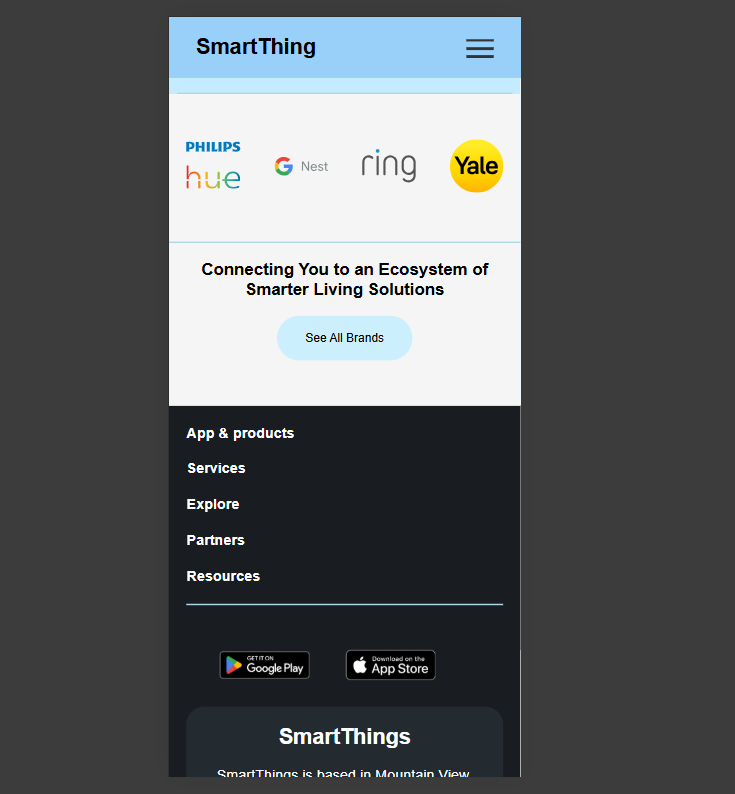 SmartThing
PHILIPS
hue
G Nest
ring
Yale
Connecting You to an Ecosystem of
Smarter Living Solutions
See All Brands
App & products
Services
Explore
Partners
Resources
GET IT ON
Google Play
Download on the
App Store
SmartThings
SmartThings is based in Mountain View